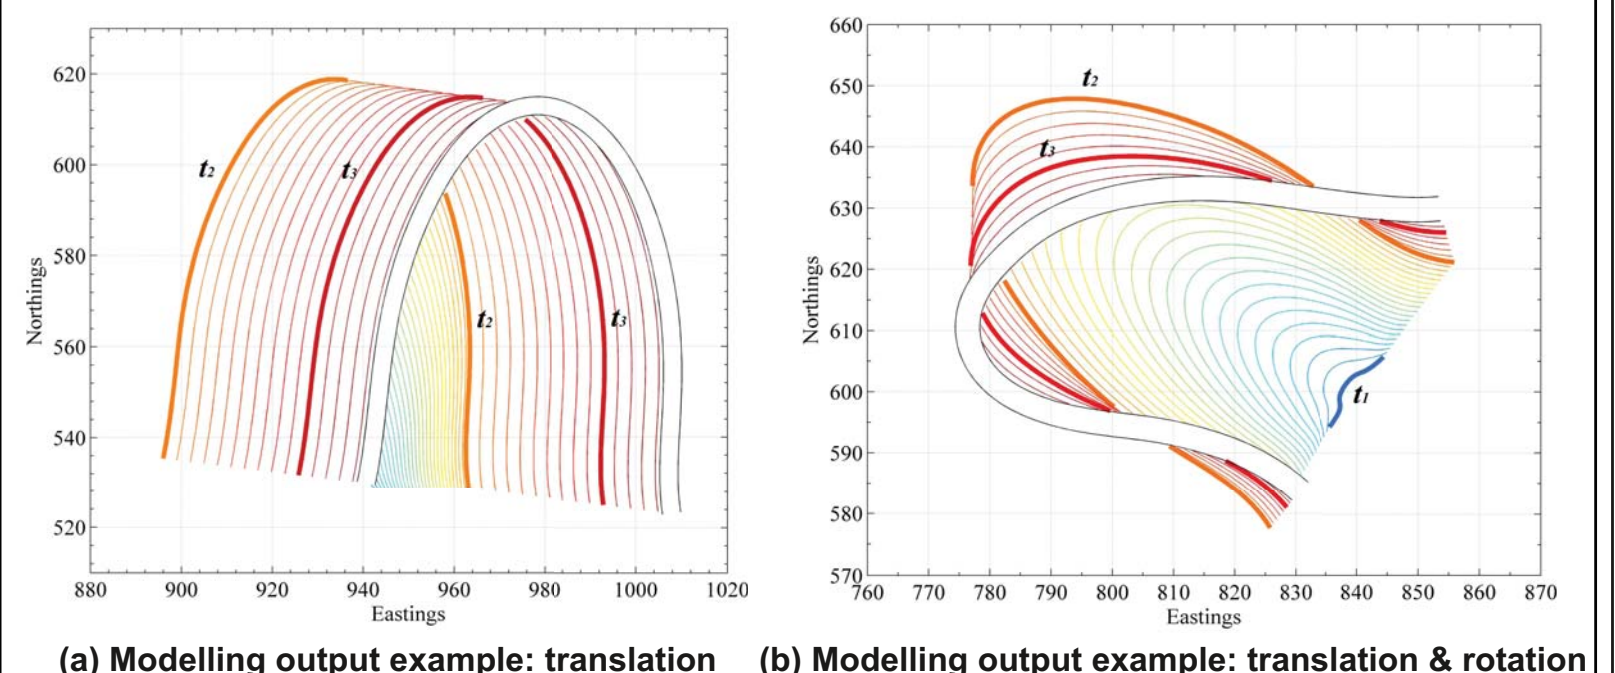 620
600
580
560
540
520
Northings
880
900
920
940
960
980
1000
1020
Eastings
t2
t3
t2
t3
(a) Modelling output example: translation
660
650
640
630
620
610
600
590
580
570
Northings
760
770
780
790
800
810
820
830
840
850
860
870
Eastings
t2
t3
t1
(b) Modelling output example: translation & rotation